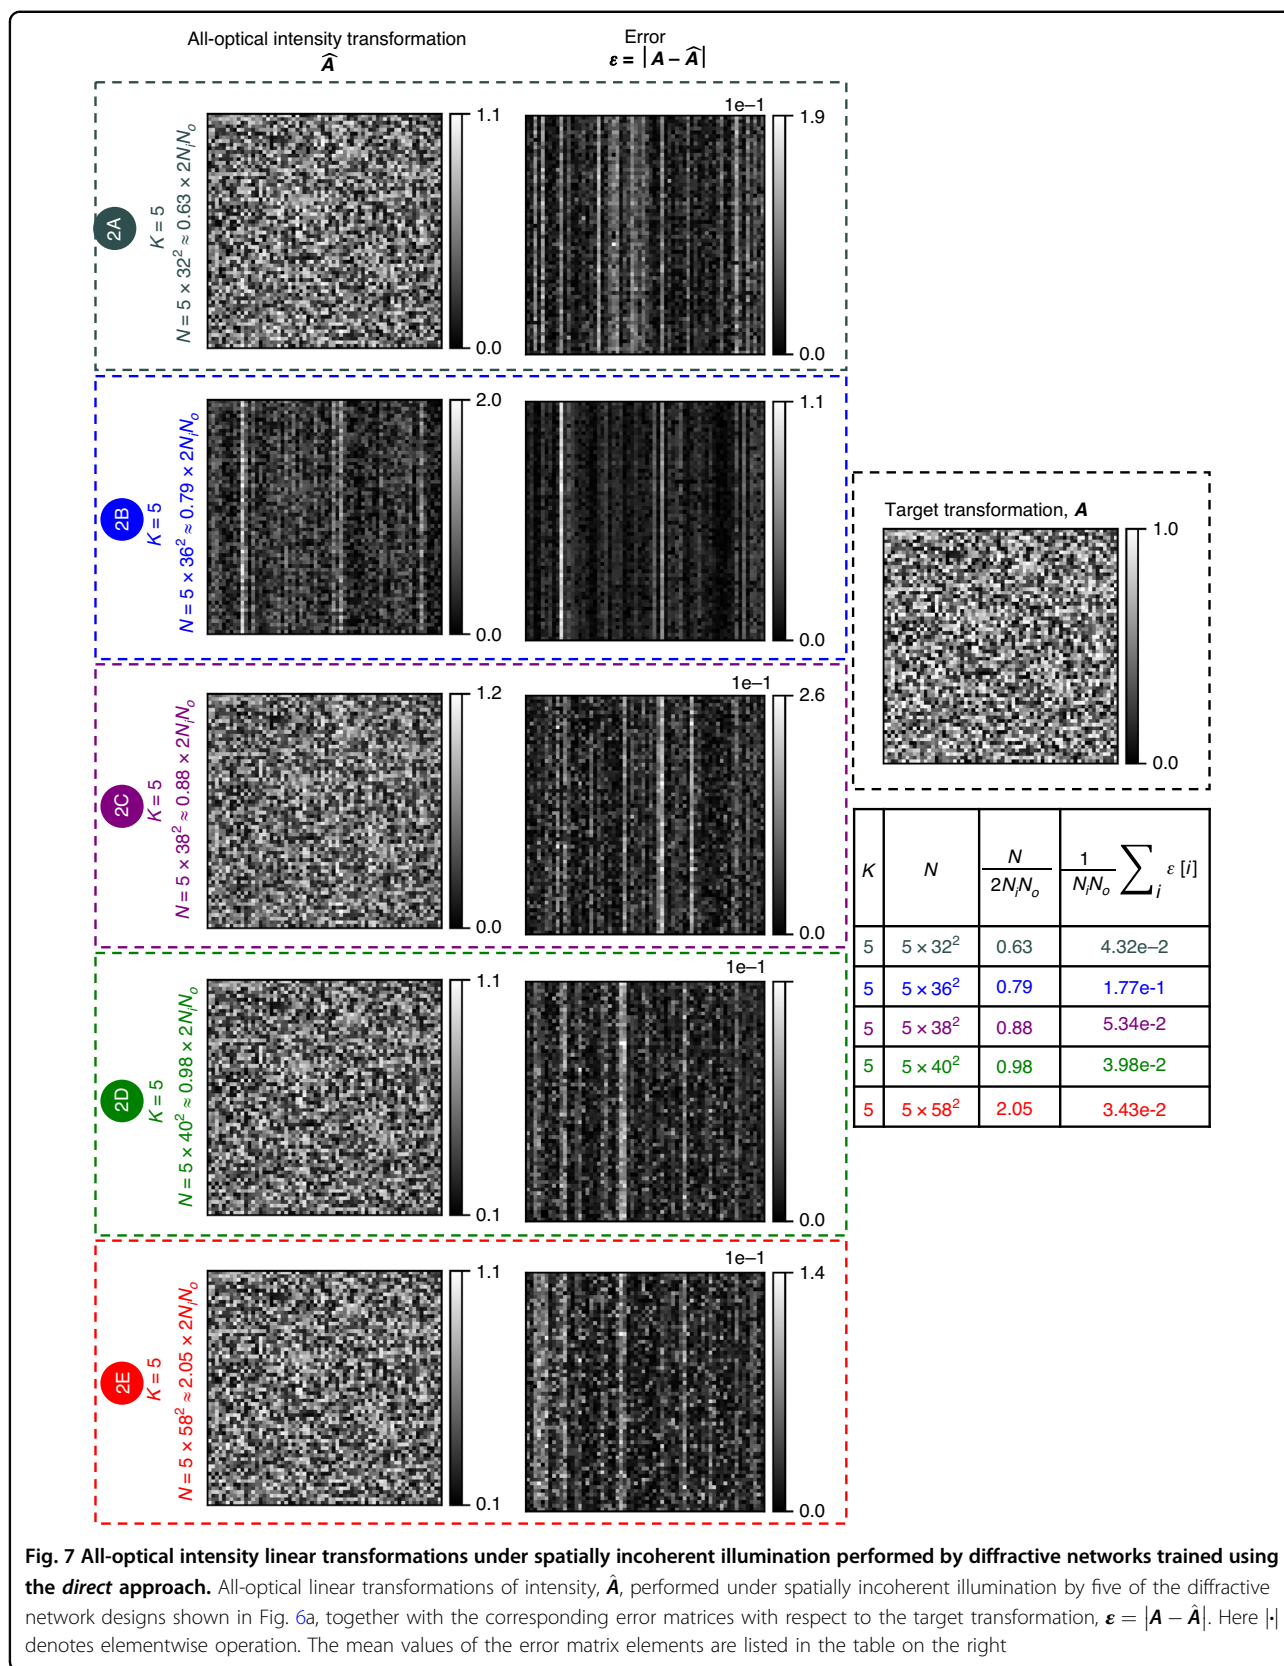 All-optical intensity transformation
Â
Error
ε = |A − Â|
2A
K = 5
N = 5 × 32² ≈ 0.63 × 2NᵢNₒ
1.1
0.0
1e−1
1.9
0.0
2B
K = 5
N = 5 × 36² ≈ 0.79 × 2NᵢNₒ
2.0
0.0
1.1
0.0
2C
K = 5
N = 5 × 38² ≈ 0.88 × 2NᵢNₒ
1.2
0.0
1e−1
2.6
0.0
2D
K = 5
N = 5 × 40² ≈ 0.98 × 2NᵢNₒ
1.1
0.1
1e−1
0.0
2E
K = 5
N = 5 × 58² ≈ 2.05 × 2NᵢNₒ
1.1
0.1
1e−1
1.4
0.0
Target transformation, A
1.0
0.0
K N N/2NᵢNₒ 1/NᵢNₒ ∑ᵢ ε [i]
5 5 × 32² 0.63 4.32e−2
5 5 × 36² 0.79 1.77e-1
5 5 × 38² 0.88 5.34e-2
5 5 × 40² 0.98 3.98e-2
5 5 × 58² 2.05 3.43e-2
Fig. 7 All-optical intensity linear transformations under spatially incoherent illumination performed by diffractive networks trained using
the direct approach. All-optical linear transformations of intensity, Â, performed under spatially incoherent illumination by five of the diffractive
network designs shown in Fig. 6a, together with the corresponding error matrices with respect to the target transformation, ε = |A − Â|. Here |·|
denotes elementwise operation. The mean values of the error matrix elements are listed in the table on the right